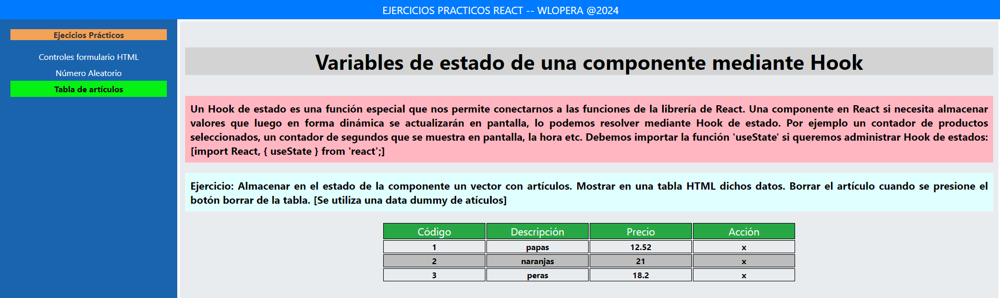 EJERCICIOS PRACTICOS REACT -- WLOPERA @2024
Ejecicios Prácticos
Controles formulario HTML
Número Aleatorio
Tabla de artículos
Variables de estado de una componente mediante Hook
Un Hook de estado es una función especial que nos permite conectarnos a las funciones de la librería de React. Una componente en React si necesita almacenar
valores que luego en forma dinámica se actualizarán en pantalla, lo podemos resolver mediante Hook de estado. Por ejemplo un contador de productos
seleccionados, un contador de segundos que se muestra en pantalla, la hora etc. Debemos importar la función 'useState' si queremos administrar Hook de estados:
[import React, { useState } from 'react';]
Ejercicio: Almacenar en el estado de la componente un vector con artículos. Mostrar en una tabla HTML dichos datos. Borrar el artículo cuando se presione el
botón borrar de la tabla. [Se utiliza una data dummy de atículos]
Código Descripción Precio Acción
1 papas 12.52 x
2 naranjas 21 x
3 peras 18.2 x